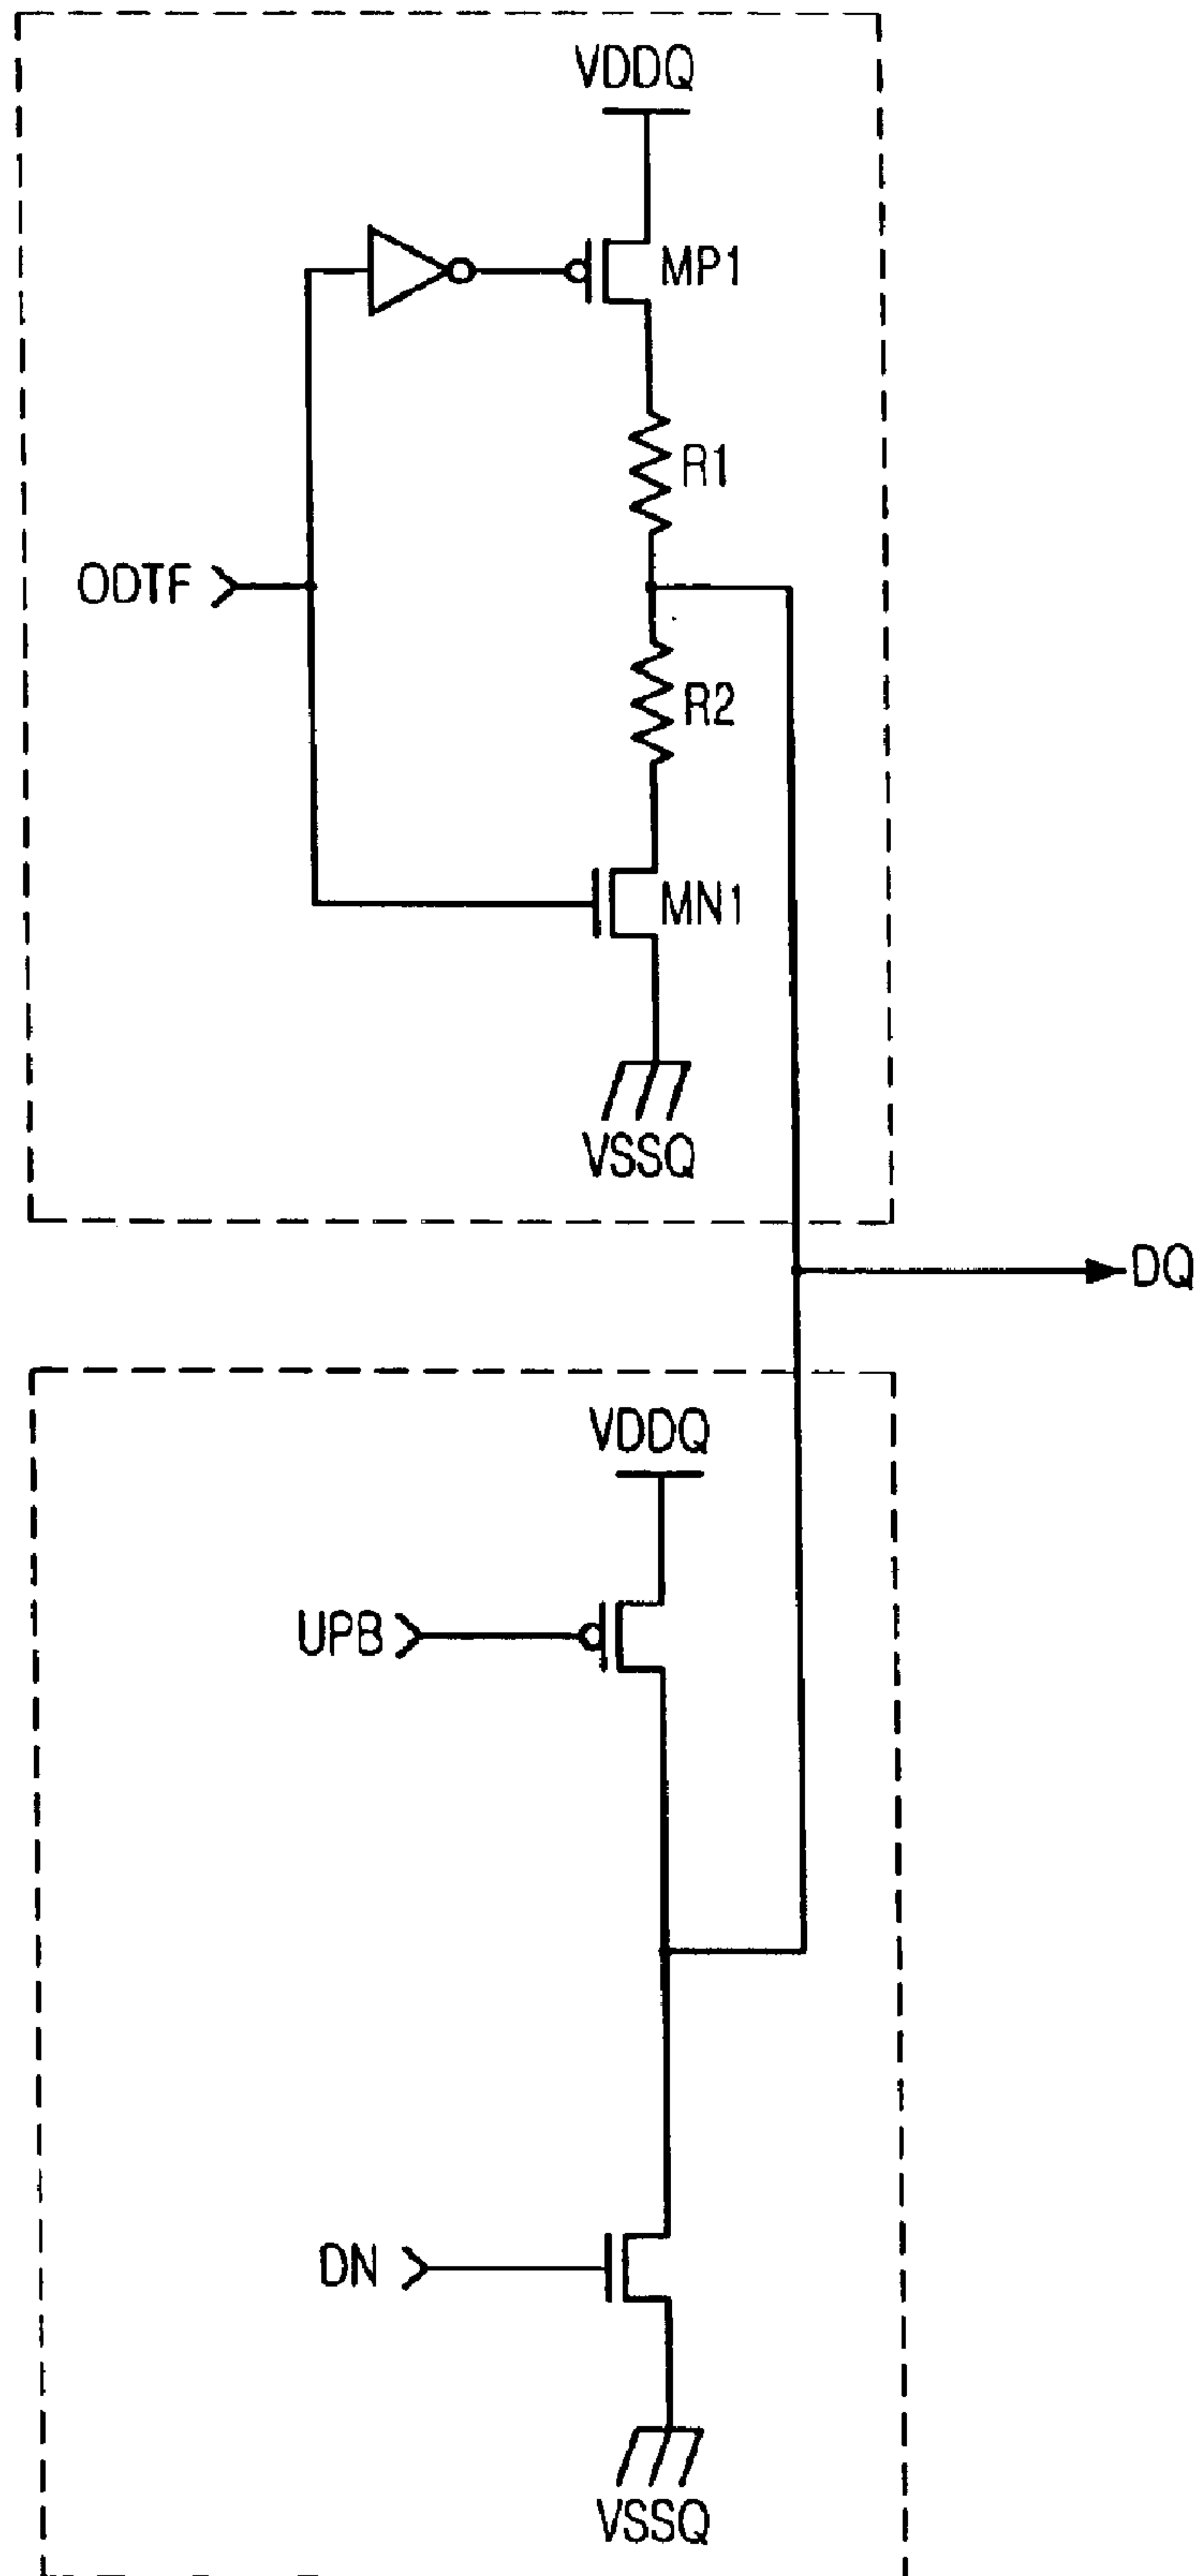 VDDQ
MP1
R1
ODTF
R2
MN1
VSSQ
DQ
VDDQ
UPB
DN
VSSQ